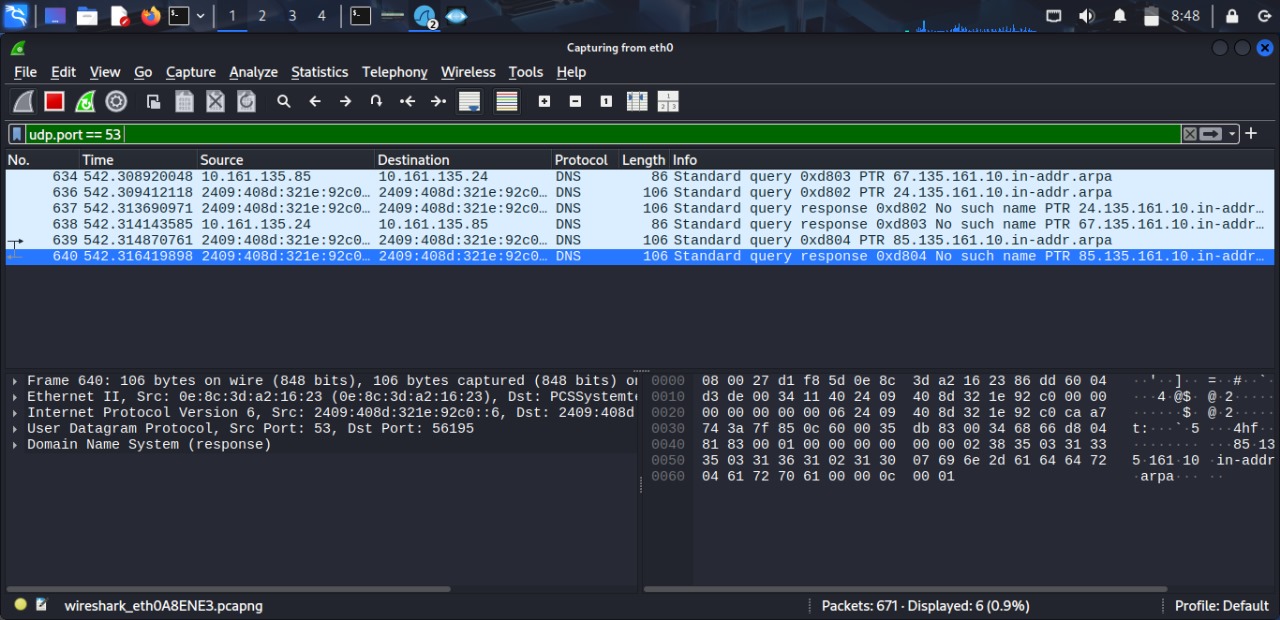 1 2 3 4 2 8:48
Capturing from eth0
File Edit View Go Capture Analyze Statistics Telephony Wireless Tools Help
udp.port == 53
No. Time Source Destination Protocol Length Info
634 542.308920048 10.161.135.85 10.161.135.24 DNS 86 Standard query 0xd803 PTR 67.135.161.10.in-addr.arpa
636 542.309412118 2409:408d:321e:92c0… 2409:408d:321e:92c0… DNS 106 Standard query 0xd802 PTR 24.135.161.10.in-addr.arpa
637 542.313690971 2409:408d:321e:92c0… 2409:408d:321e:92c0… DNS 106 Standard query response 0xd802 No such name PTR 24.135.161.10.in-addr…
638 542.314143585 10.161.135.24 10.161.135.85 DNS 86 Standard query response 0xd803 No such name PTR 67.135.161.10.in-addr…
639 542.314870761 2409:408d:321e:92c0… 2409:408d:321e:92c0… DNS 106 Standard query 0xd804 PTR 85.135.161.10.in-addr.arpa
640 542.316419898 2409:408d:321e:92c0… 2409:408d:321e:92c0… DNS 106 Standard query response 0xd804 No such name PTR 85.135.161.10.in-addr…
Frame 640: 106 bytes on wire (848 bits), 106 bytes captured (848 bits) on
Ethernet II, Src: 0e:8c:3d:a2:16:23 (0e:8c:3d:a2:16:23), Dst: PCSSystemte
Internet Protocol Version 6, Src: 2409:408d:321e:92c0::6, Dst: 2409:408d
User Datagram Protocol, Src Port: 53, Dst Port: 56195
Domain Name System (response)
0000 08 00 27 d1 f8 5d 0e 8c 3d a2 16 23 86 dd 60 04 ··'··]·· =··#··`·
0010 d3 de 00 34 11 40 24 09 40 8d 32 1e 92 c0 00 00 ···4·@$· @·2·····
0020 00 00 00 00 00 06 24 09 40 8d 32 1e 92 c0 ca a7 ······$· @·2·····
0030 74 3a 7f 85 0c 60 00 35 db 83 00 34 68 66 d8 04 t:···`·5 ···4hf··
0040 81 83 00 01 00 00 00 00 00 00 02 38 35 03 31 33 ········ ···85·13
0050 35 03 31 36 31 02 31 30 07 69 6e 2d 61 64 64 72 5·161·10 ·in-addr
0060 04 61 72 70 61 00 00 0c 00 01 ·arpa··· ··
wireshark_eth0A8ENE3.pcapng
Packets: 671 · Displayed: 6 (0.9%)
Profile: Default